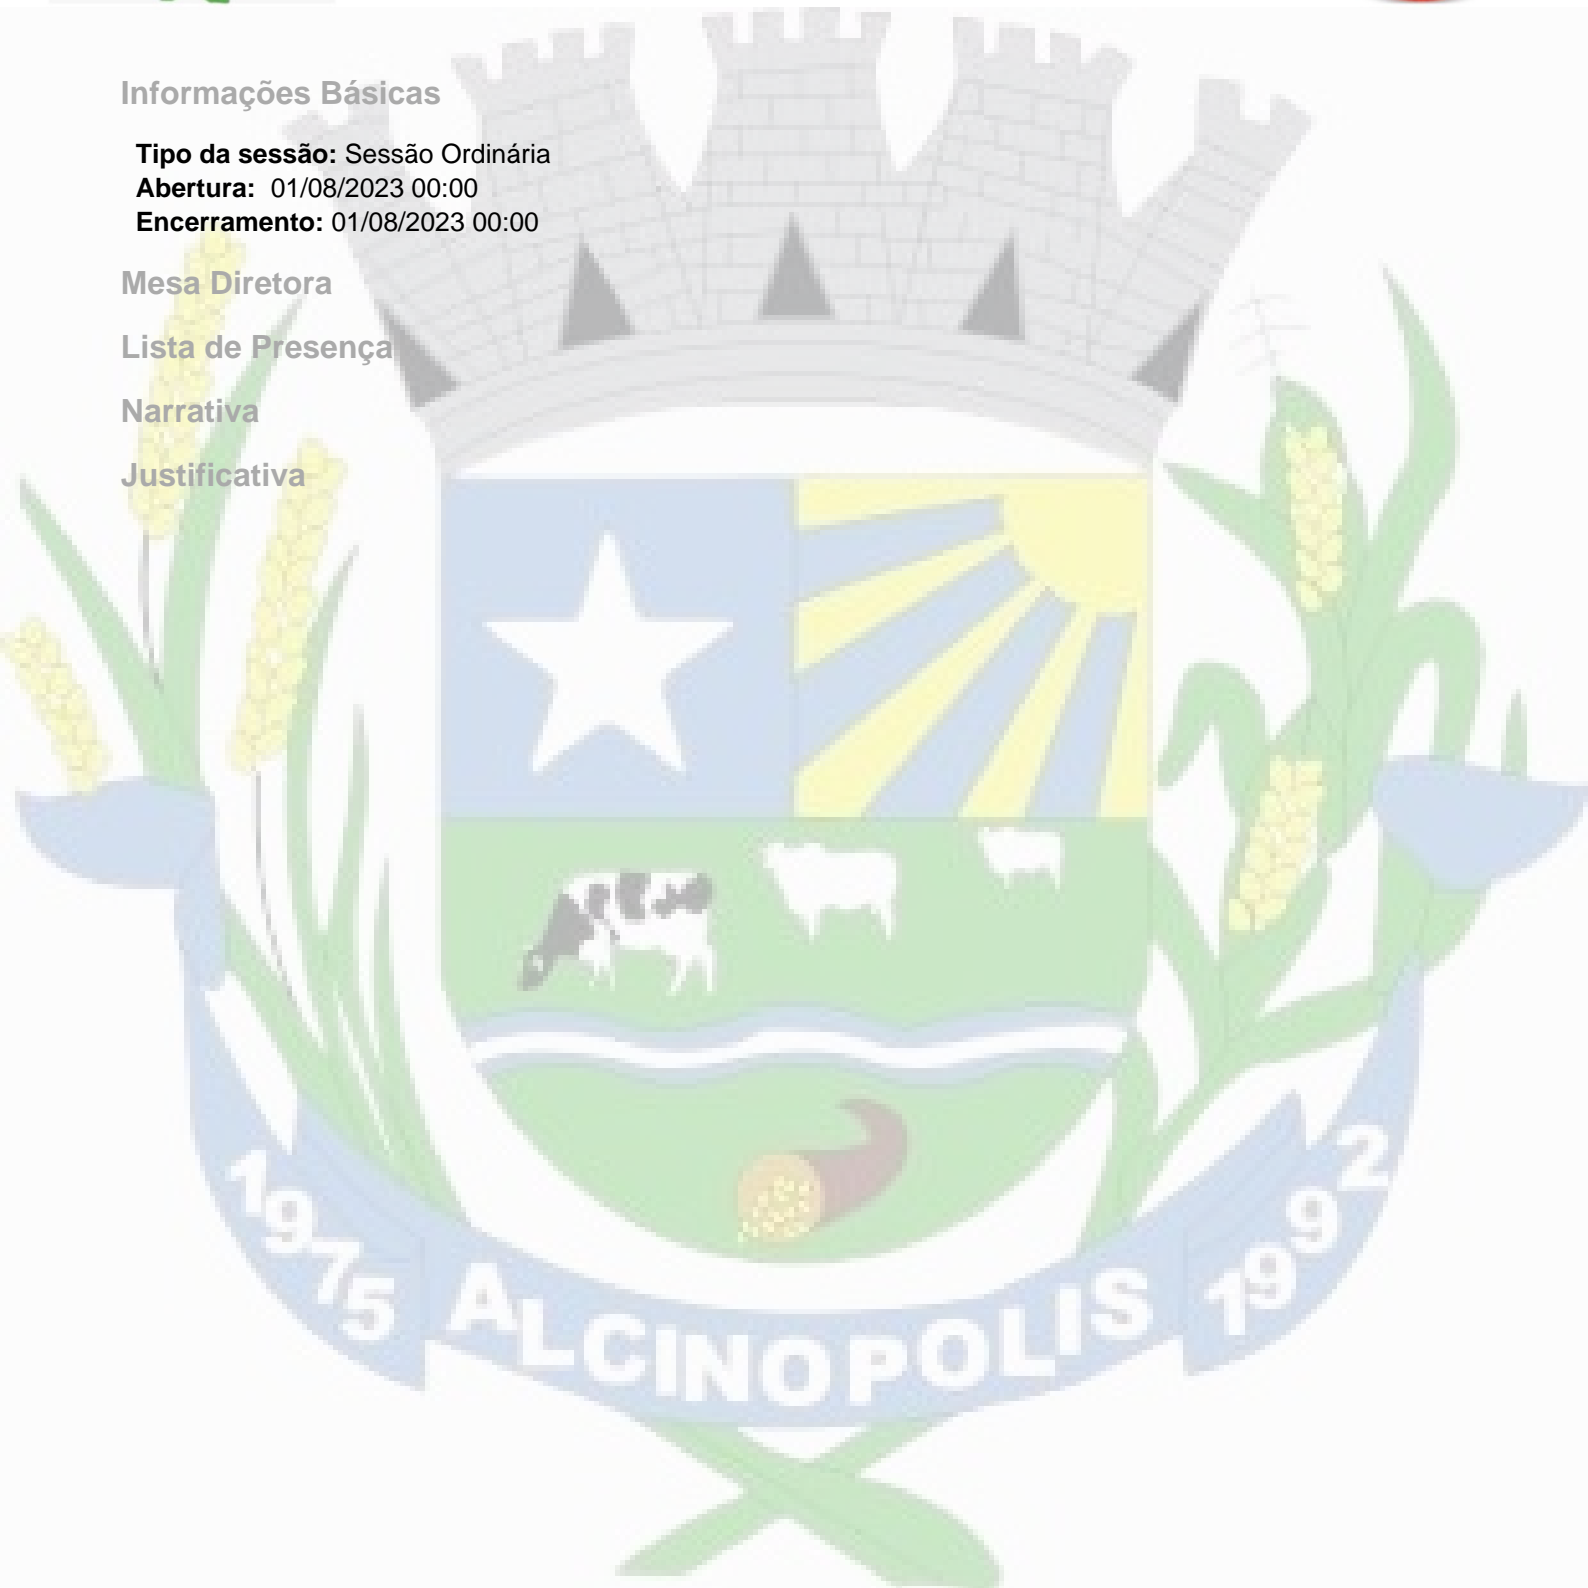 Informações Básicas
Tipo da sessão: Sessão Ordinária
Abertura: 01/08/2023 00:00
Encerramento: 01/08/2023 00:00
Mesa Diretora
Lista de Presença
Narrativa
Justificativa
1975 ALCINOPOLIS 1992